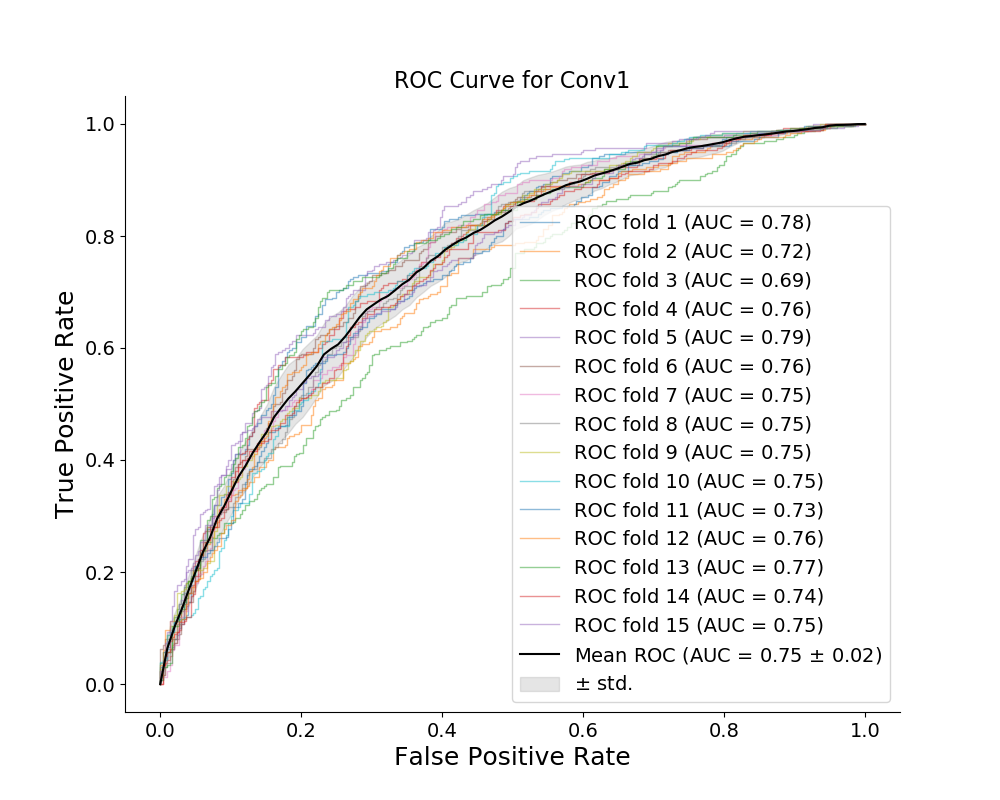 ROC Curve for Conv1
1.0
0.8
0.6
0.4
0.2
0.0
True Positive Rate
ROC fold 1 (AUC = 0.78)
ROC fold 2 (AUC = 0.72)
ROC fold 3 (AUC = 0.69)
ROC fold 4 (AUC = 0.76)
ROC fold 5 (AUC = 0.79)
ROC fold 6 (AUC = 0.76)
ROC fold 7 (AUC = 0.75)
ROC fold 8 (AUC = 0.75)
ROC fold 9 (AUC = 0.75)
ROC fold 10 (AUC = 0.75)
ROC fold 11 (AUC = 0.73)
ROC fold 12 (AUC = 0.76)
ROC fold 13 (AUC = 0.77)
ROC fold 14 (AUC = 0.74)
ROC fold 15 (AUC = 0.75)
Mean ROC (AUC = 0.75 ± 0.02)
± std.
0.0 0.2 0.4 0.6 0.8 1.0
False Positive Rate